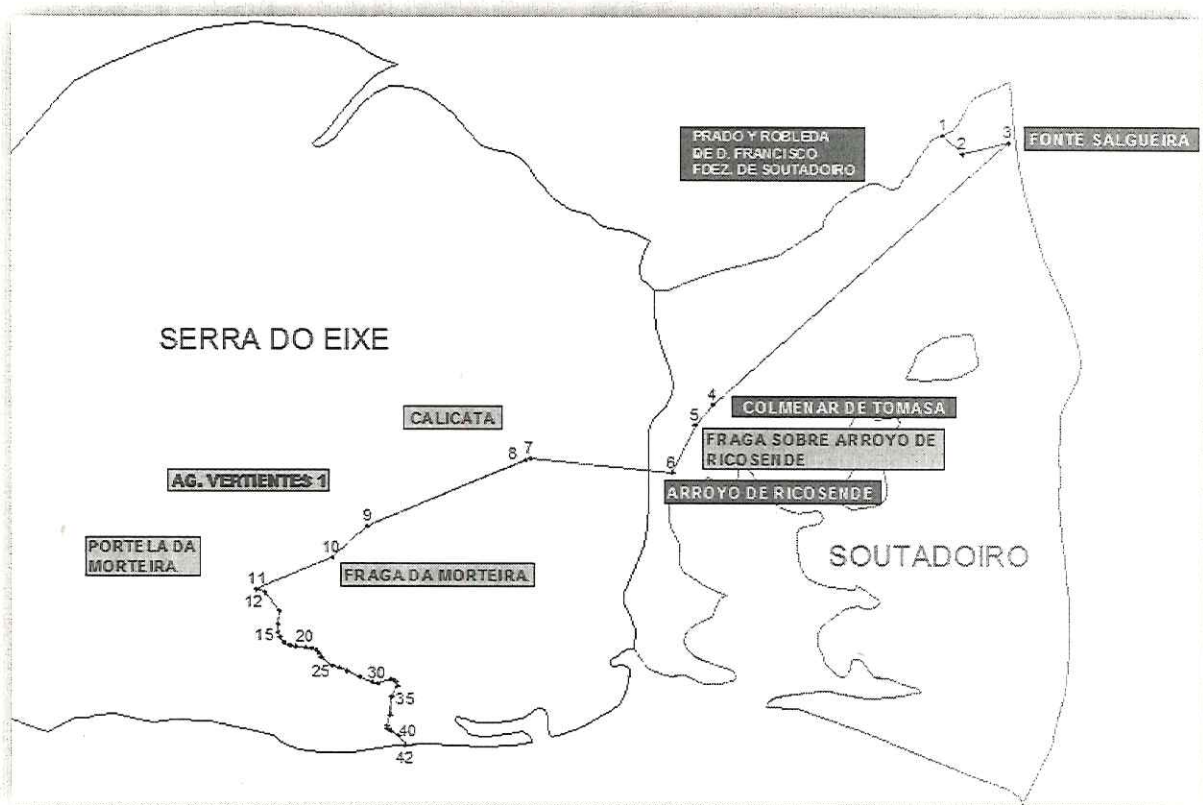 1
2
3
PRADO Y ROBLEDA
DE D. FRANCISCO
FDEZ. DE SOUTADOIRO
FONTE SALGUEIRA
SERRA DO EIXE
4
COLMENAR DE TOMASA
CALICATA
5
FRAGA SOBRE ARROYO DE
RICOSENDE
8 7
6
ARROYO DE RICOSENDE
AG. VERTIENTES 1
9
PORTELA DA
MORTEIRA
10
FRAGA DA MORTEIRA
SOUTADOIRO
11
12
15
20
25
30
35
40
42